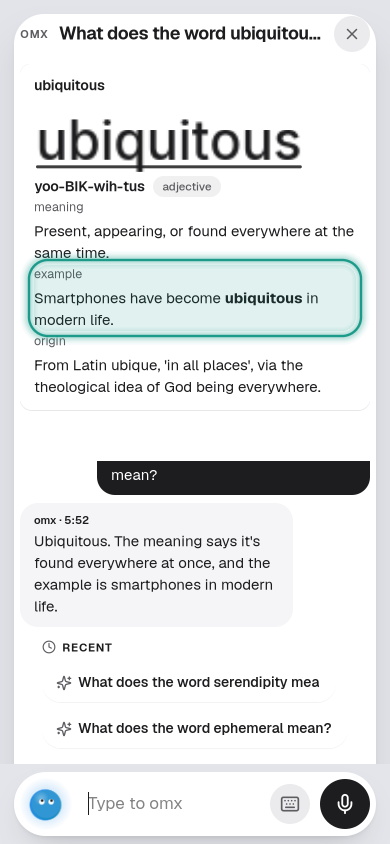 OMX What does the word ubiquitou...
ubiquitous
ubiquitous
yoo-BIK-wih-tus adjective
meaning
Present, appearing, or found everywhere at the
same time.
example
Smartphones have become ubiquitous in
modern life.
origin
From Latin ubique, 'in all places', via the
theological idea of God being everywhere.
mean?
omx · 5:52
Ubiquitous. The meaning says it's
found everywhere at once, and the
example is smartphones in modern
life.
RECENT
What does the word serendipity mea
What does the word ephemeral mean?
Type to omx